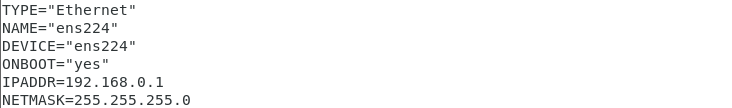 TYPE="Ethernet"
NAME="ens224"
DEVICE="ens224"
ONBOOT="yes"
IPADDR=192.168.0.1
NETMASK=255.255.255.0